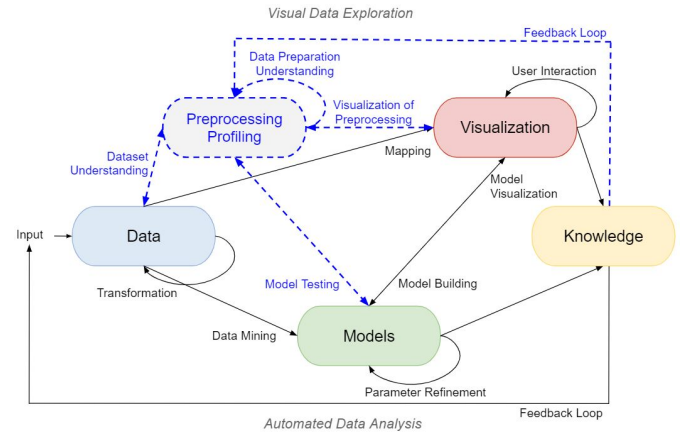 Visual Data Exploration
Feedback Loop
Data Preparation
Understanding
User Interaction
Preprocessing
Profiling
Visualization of
Preprocessing
Visualization
Dataset
Understanding
Mapping
Model
Visualization
Input
Data
Knowledge
Transformation
Model Testing
Model Building
Data Mining
Models
Parameter Refinement
Feedback Loop
Automated Data Analysis